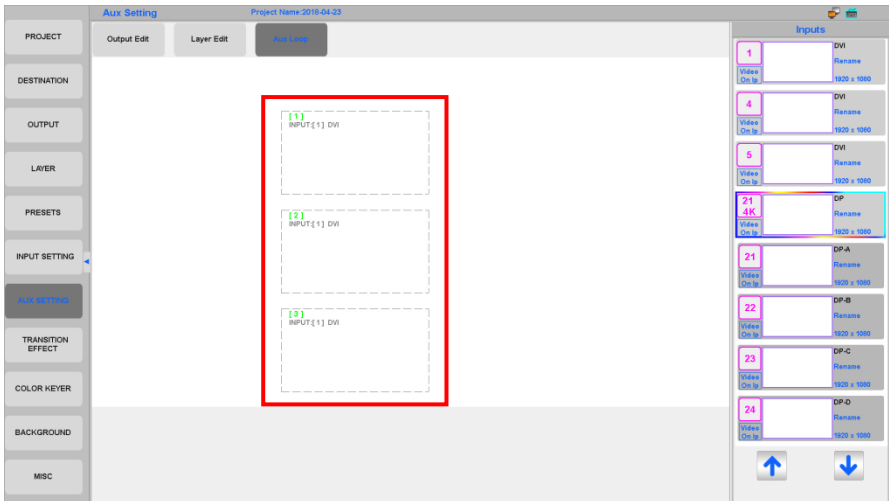 Aux Setting
Project Name:2018-04-23
PROJECT
DESTINATION
OUTPUT
LAYER
PRESETS
INPUT SETTING
AUX SETTING
TRANSITION
EFFECT
COLOR KEYER
BACKGROUND
MISC
Output Edit
Layer Edit
Aux Loop
[1]
INPUT:[1] DVI
[2]
INPUT:[1] DVI
[3]
INPUT:[1] DVI
Inputs
1
DVI
Rename
Video
On Ip
1920 x 1080
4
DVI
Rename
Video
On Ip
1920 x 1080
5
DVI
Rename
Video
On Ip
1920 x 1080
21
4K
DP
Rename
Video
On Ip
1920 x 1080
21
DP-A
Rename
Video
On Ip
1920 x 1080
22
DP-B
Rename
Video
On Ip
1920 x 1080
23
DP-C
Rename
Video
On Ip
1920 x 1080
24
DP-D
Rename
Video
On Ip
1920 x 1080